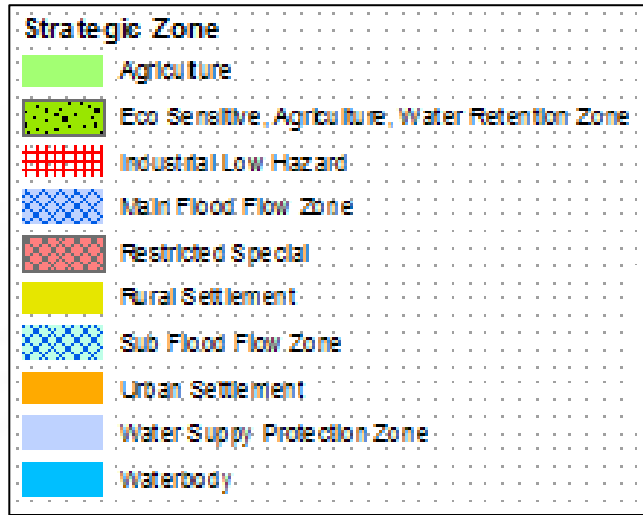 Strategic Zone
Agriculture
Eco Sensitive, Agriculture, Water Retention Zone
Industrial Low Hazard
Main Flood Flow Zone
Restricted Special
Rural Settlement
Sub Flood Flow Zone
Urban Settlement
Water Suppy Protection Zone
Waterbody